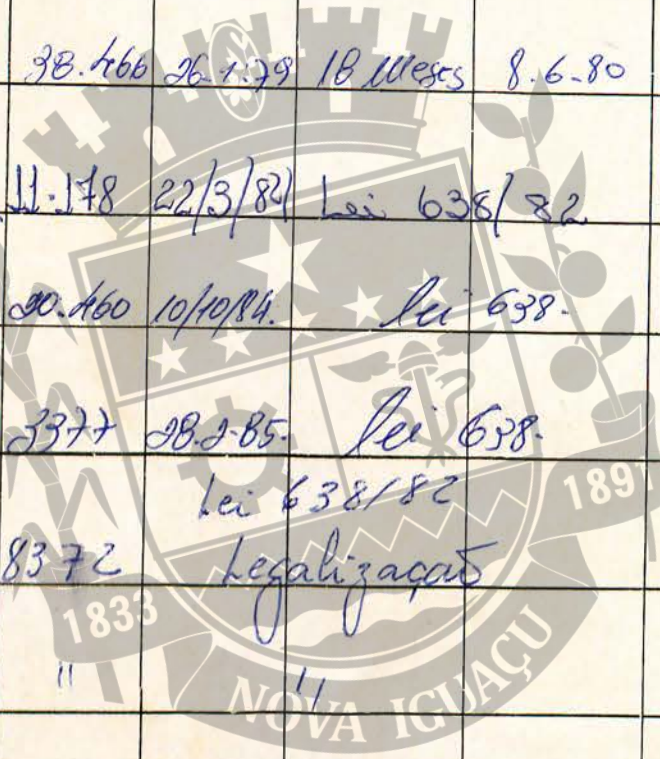 38.466 26-1-79 18 Meses 8.6-80
11.178 22/3/82 Lei 638/82
20.460 10/10/84. lei 638-
3377 28-2-85. lei 638-
Lei 638/82
8372 Legalização
" "
1833 1891
NOVA IGUAÇU